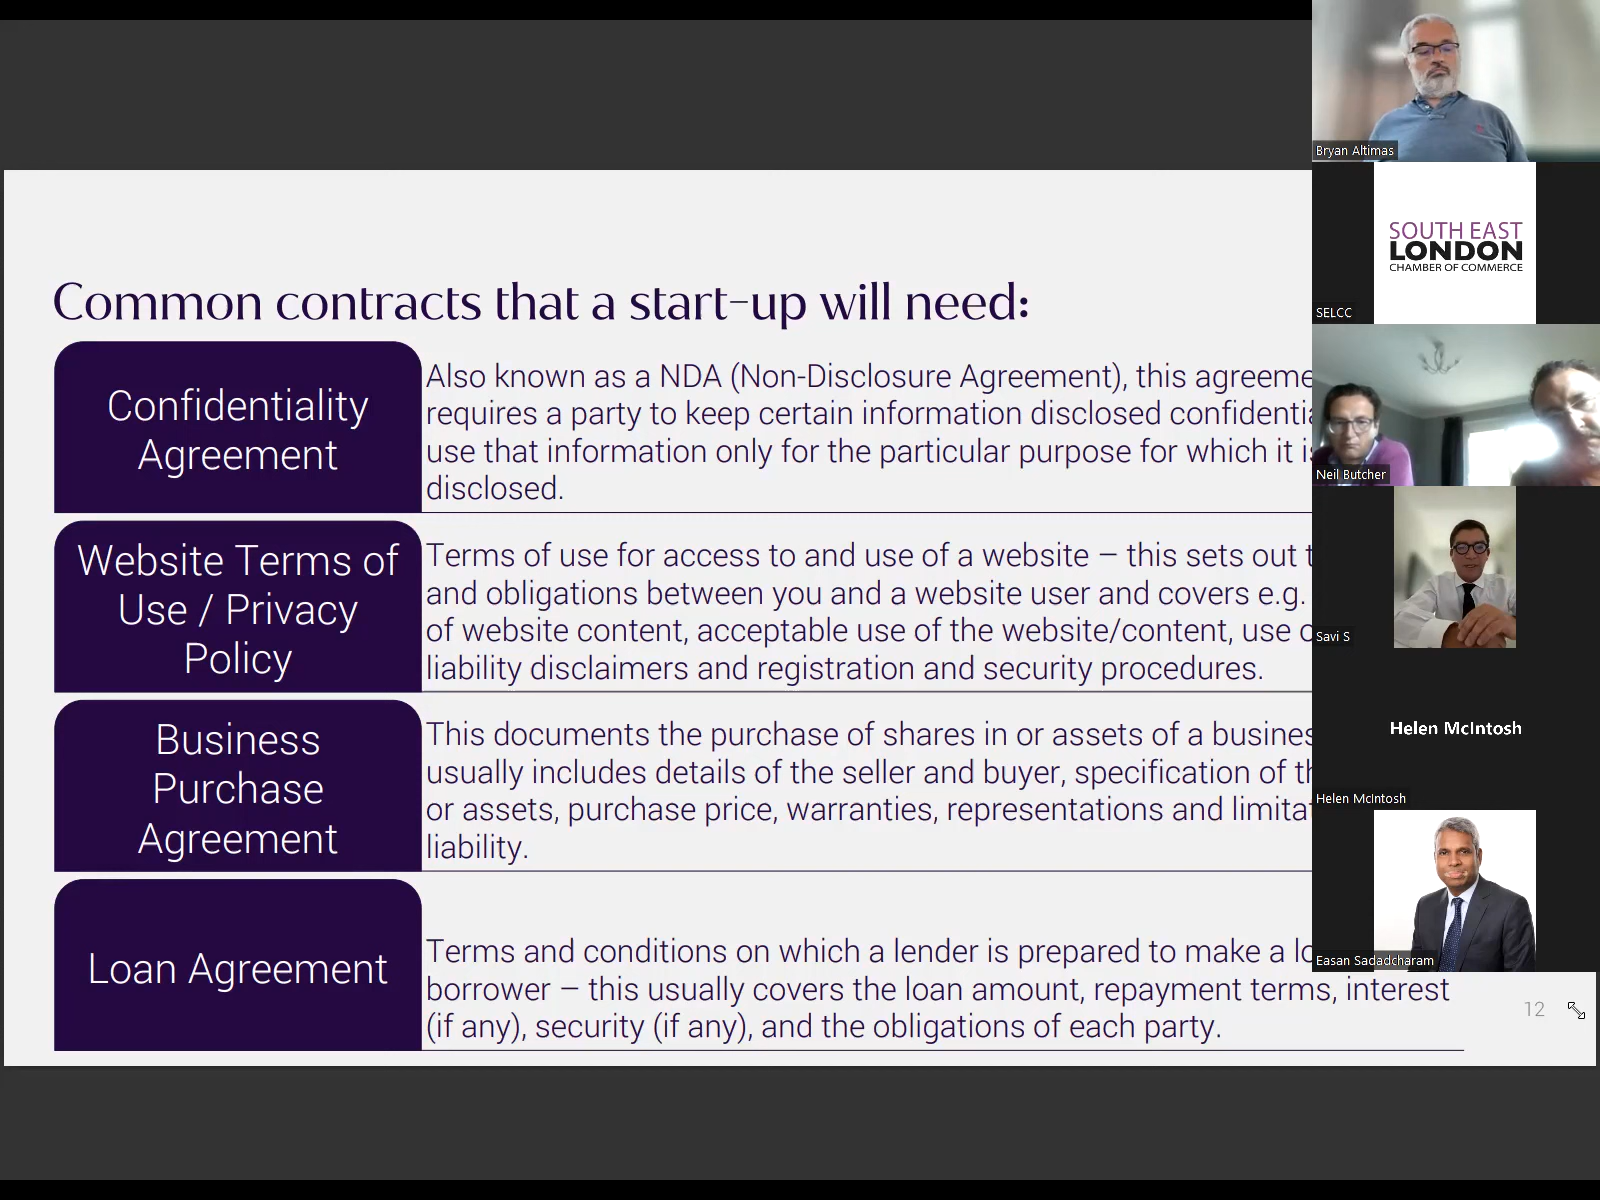 Common contracts that a start-up will need:
Confidentiality
Agreement
Also known as a NDA (Non-Disclosure Agreement), this
requires a party to keep certain information disclosed
use that information only for the particular purpose for which it
disclosed.
Website Terms of
Use / Privacy
Policy
Terms of use for access to and use of a website – this sets out
and obligations between you and a website user and covers e.g.
of website content, acceptable use of the website/content, use
liability disclaimers and registration and security procedures.
Business
Purchase
Agreement
This documents the purchase of shares in or assets of a
usually includes details of the seller and buyer, specification of
or assets, purchase price, warranties, representations and
liability.
Loan Agreement
Terms and conditions on which a lender is prepared to make a
borrower – this usually covers the loan amount, repayment terms, interest
(if any), security (if any), and the obligations of each party.
12
Bryan Altimas
SOUTH EAST
LONDON
CHAMBER OF COMMERCE
SELCC
Neil Butcher
Savi S
Helen McIntosh
Helen McIntosh
Easan Sadadcharam